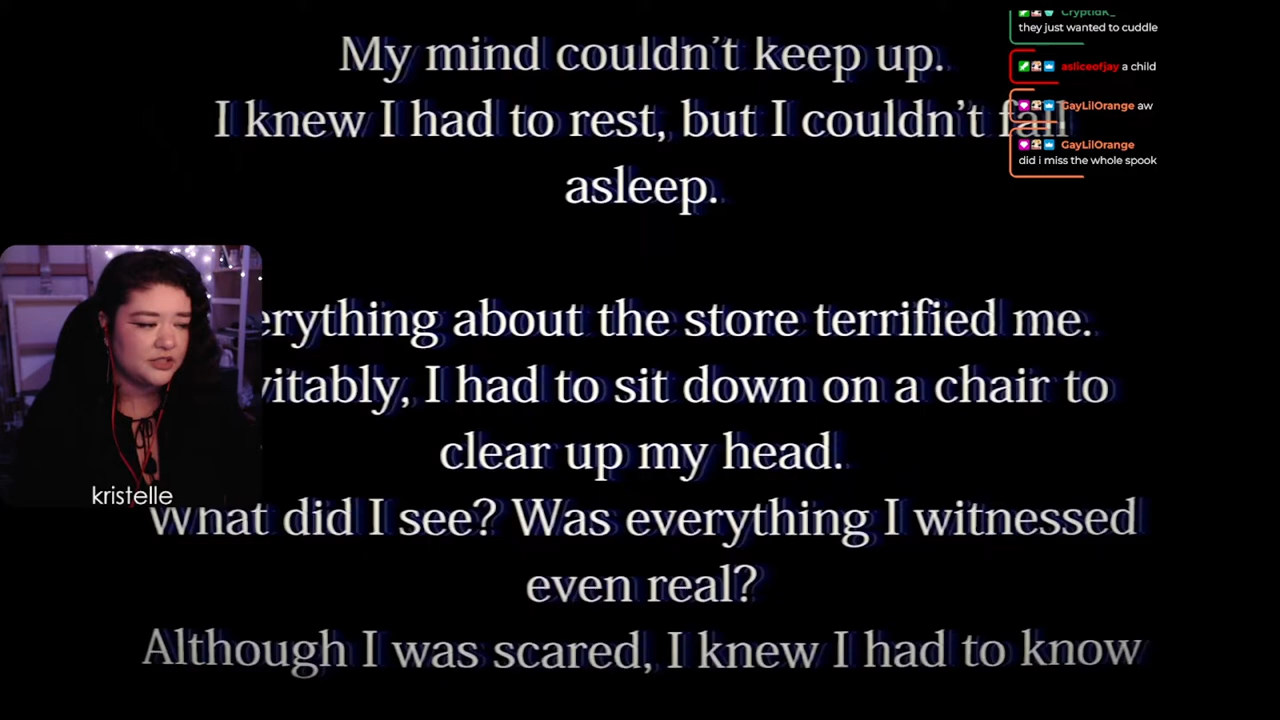 My mind couldn't keep up.
I knew I had to rest, but I couldn't fall
asleep.
erything about the store terrified me.
vitably, I had to sit down on a chair to
clear up my head.
What did I see? Was everything I witnessed
even real?
Although I was scared, I knew I had to know
CryptidK_
they just wanted to cuddle
asliceofjay a child
GayLilOrange aw
GayLilOrange
did i miss the whole spook
kristelle